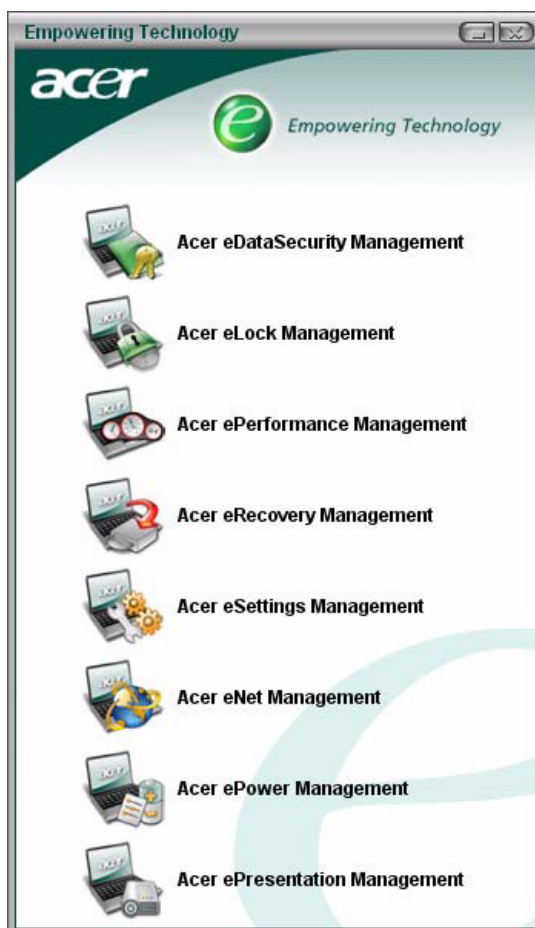 Empowering Technology
acer
e Empowering Technology
Acer eDataSecurity Management
Acer eLock Management
Acer ePerformance Management
Acer eRecovery Management
Acer eSettings Management
Acer eNet Management
Acer ePower Management
Acer ePresentation Management